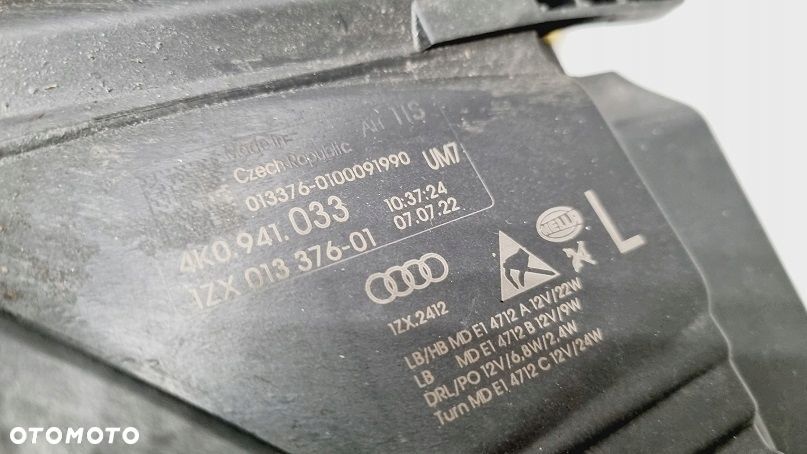 Made in
Czech-Republic
013376-0100091990 UM7
4K0.941.033 10:37:24
1ZX 013 376-01 07.07.22
1ZX.2412
HELLA
L
LB/HB MD E1 4712 A 12V/22W
LB MD E1 4712 B 12V/9W
DRL/PO 12V/6.8W/2.4W
Turn MD E1 4712 C 12V/24W
OTOMOTO